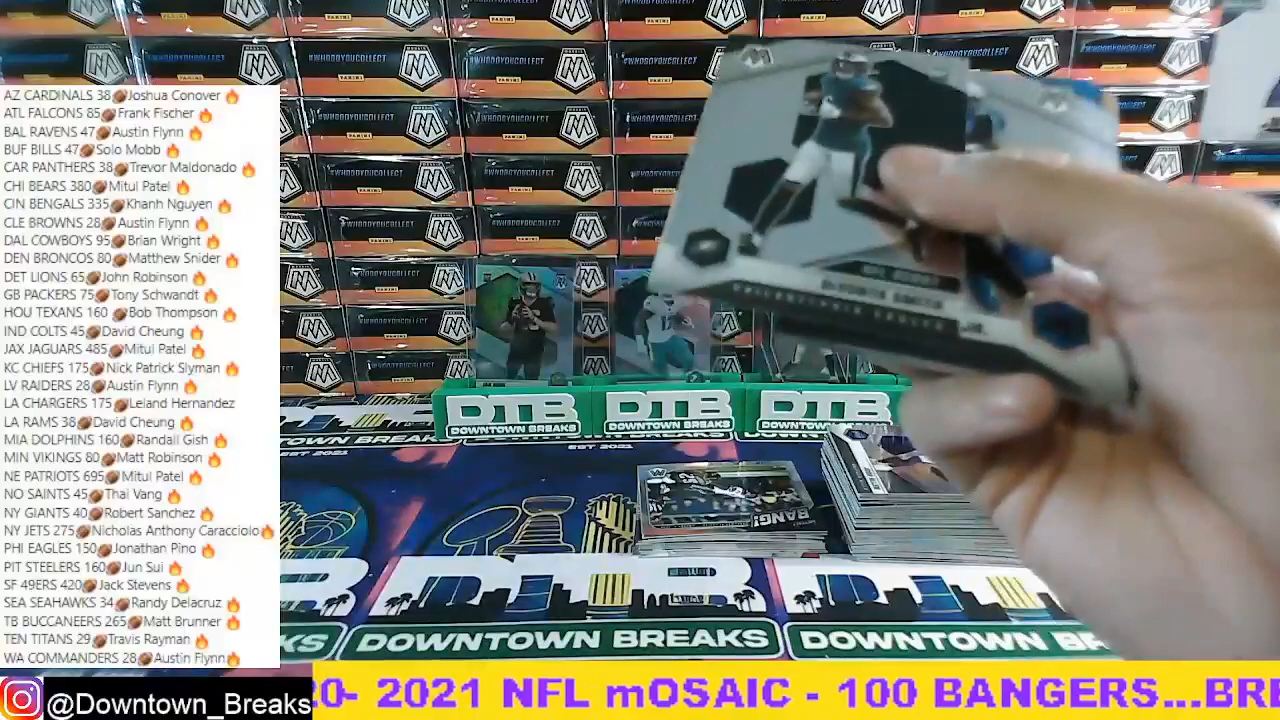 AZ CARDINALS 38🏈Joshua Conover 🔥
ATL FALCONS 85🏈Frank Fischer 🔥
BAL RAVENS 47🏈Austin Flynn 🔥
BUF BILLS 47🏈Solo Mobb 🔥
CAR PANTHERS 38🏈Trevor Maldonado 🔥
CHI BEARS 380🏈Mitul Patel 🔥
CIN BENGALS 335🏈Khanh Nguyen 🔥
CLE BROWNS 28🏈Austin Flynn 🔥
DAL COWBOYS 95🏈Brian Wright 🔥
DEN BRONCOS 80🏈Matthew Snider 🔥
DET LIONS 65🏈John Robinson 🔥
GB PACKERS 75🏈Tony Schwandt 🔥
HOU TEXANS 160 🏈Bob Thompson 🔥
IND COLTS 45🏈David Cheung 🔥
JAX JAGUARS 485🏈Mitul Patel 🔥
KC CHIEFS 175🏈Nick Patrick Slyman 🔥
LV RAIDERS 28🏈Austin Flynn 🔥
LA CHARGERS 175🏈Leland Hernandez
LA RAMS 38🏈David Cheung 🔥
MIA DOLPHINS 160🏈Randall Gish 🔥
MIN VIKINGS 80🏈Matt Robinson 🔥
NE PATRIOTS 695🏈Mitul Patel 🔥
NO SAINTS 45🏈Thai Vang 🔥
NY GIANTS 40🏈Robert Sanchez 🔥
NY JETS 275🏈Nicholas Anthony Caracciolo🔥
PHI EAGLES 150🏈Jonathan Pino 🔥
PIT STEELERS 160🏈Jun Sui 🔥
SF 49ERS 420🏈Jack Stevens 🔥
SEA SEAHAWKS 34🏈Randy Delacruz 🔥
TB BUCCANEERS 265🏈Matt Brunner 🔥
TEN TITANS 29🏈Travis Rayman 🔥
WA COMMANDERS 28🏈Austin Flynn🔥
#WHODOYOUCOLLECT
PANINI
DTB DTB DTB
DOWNTOWN BREAKS DOWNTOWN BREAKS DOWNTOWN BREAKS
EST 2021
BANG!
DOWNTOWN BREAKS DOWNTOWN BREAKS
@Downtown_Breaks
0- 2021 NFL mOSAIC - 100 BANGERS...BRE